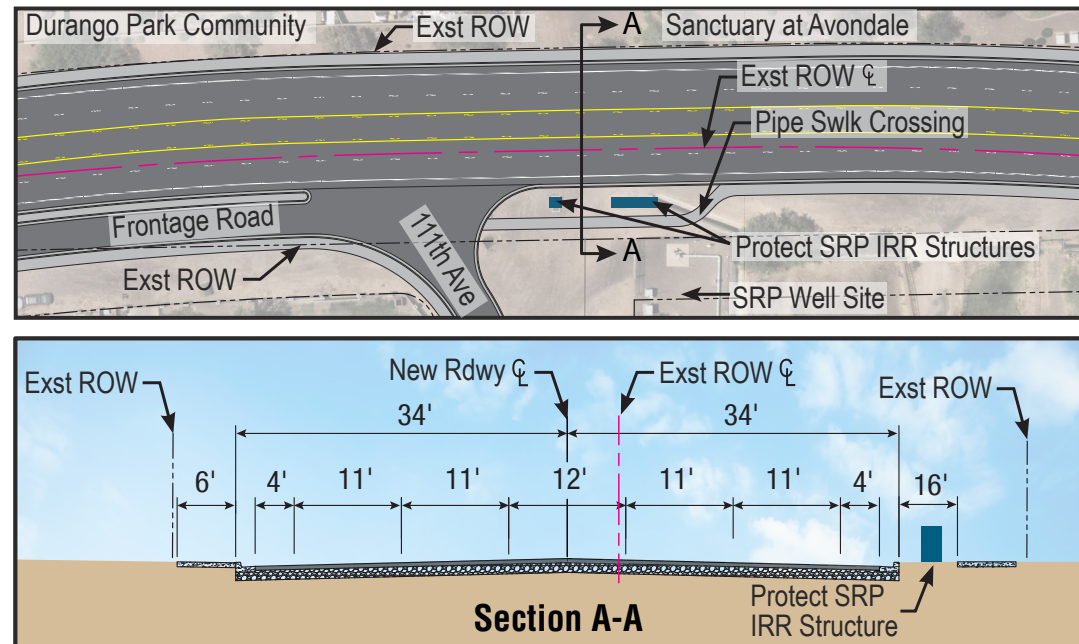 Durango Park Community
Exst ROW
A
Sanctuary at Avondale
Exst ROW ℄
Pipe Swlk Crossing
Frontage Road
111th Ave
Exst ROW
A
Protect SRP IRR Structures
SRP Well Site
Exst ROW
New Rdwy ℄
Exst ROW ℄
Exst ROW
34'
34'
6'
4'
11'
11'
12'
11'
11'
4'
16'
Section A-A
Protect SRP
IRR Structure